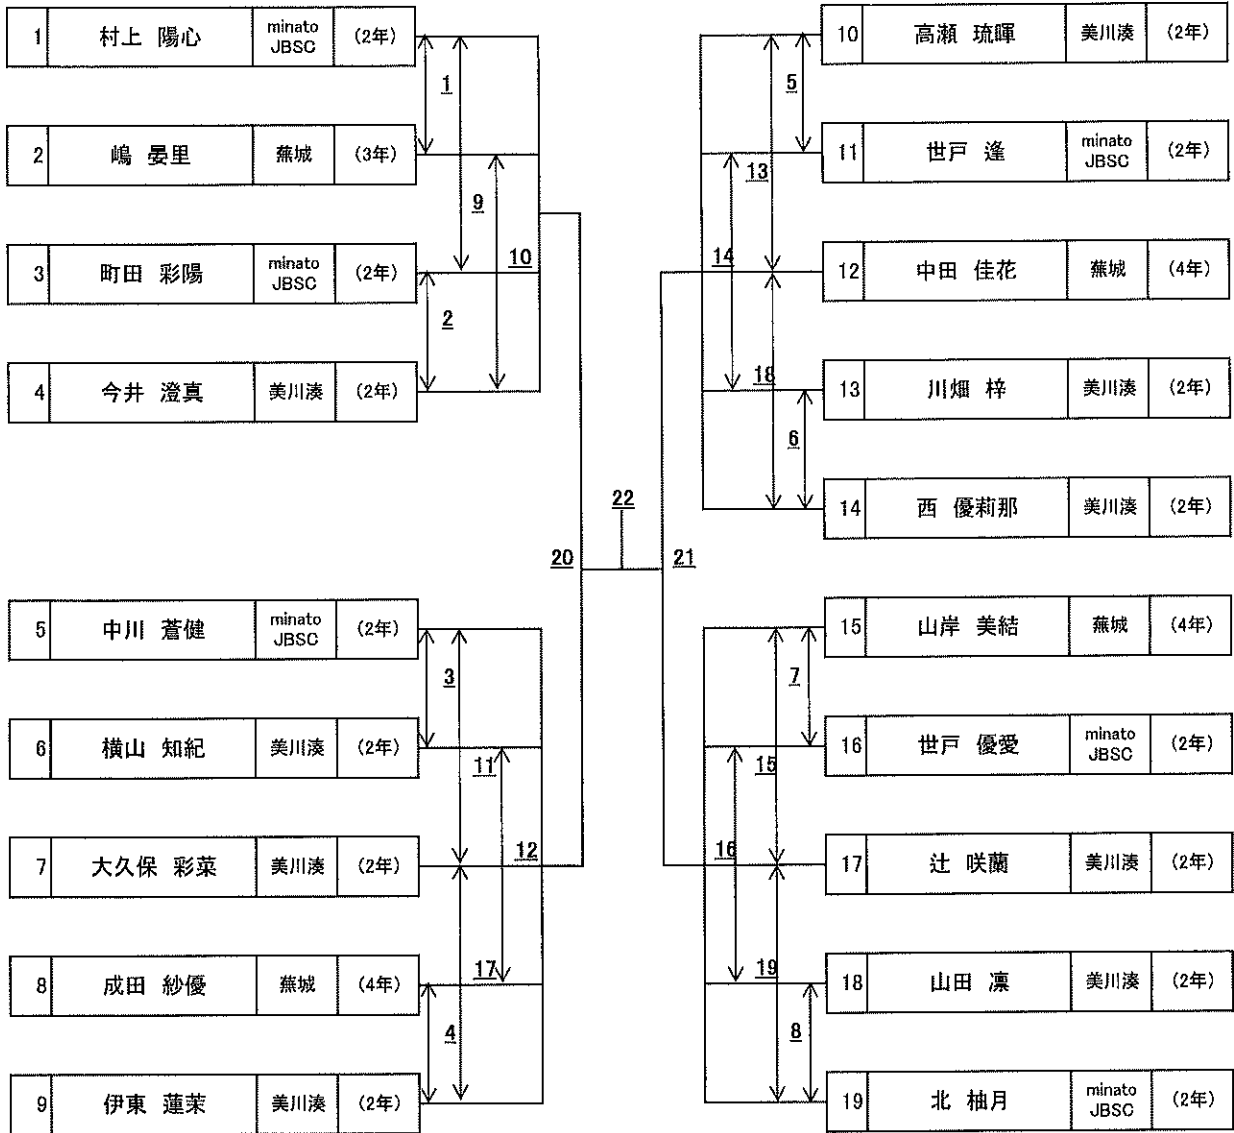 1 村上 陽心 minato JBSC (2年)
2 嶋 晏里 蕪城 (3年)
3 町田 彩陽 minato JBSC (2年)
4 今井 澄真 美川湊 (2年)
1
9
10
2
5 中川 蒼健 minato JBSC (2年)
6 横山 知紀 美川湊 (2年)
7 大久保 彩菜 美川湊 (2年)
8 成田 紗優 蕪城 (4年)
9 伊東 蓮茉 美川湊 (2年)
3
11
12
17
4
20
22
21
10 高瀬 琉暉 美川湊 (2年)
11 世戸 逢 minato JBSC (2年)
12 中田 佳花 蕪城 (4年)
13 川畑 梓 美川湊 (2年)
14 西 優莉那 美川湊 (2年)
5
13
14
18
6
15 山岸 美結 蕪城 (4年)
16 世戸 優愛 minato JBSC (2年)
17 辻 咲蘭 美川湊 (2年)
18 山田 凛 美川湊 (2年)
19 北 柚月 minato JBSC (2年)
7
15
16
19
8